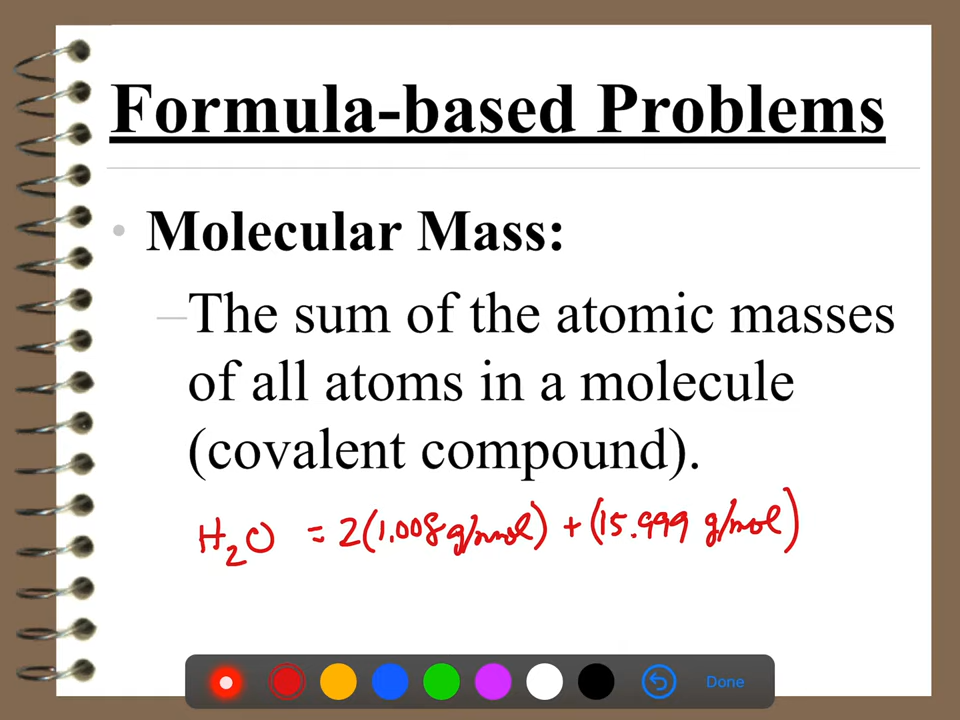 Formula-based Problems
• Molecular Mass:
–The sum of the atomic masses
of all atoms in a molecule
(covalent compound).
H₂O = 2(1.008 g/mol) + (15.999 g/mol)
Done